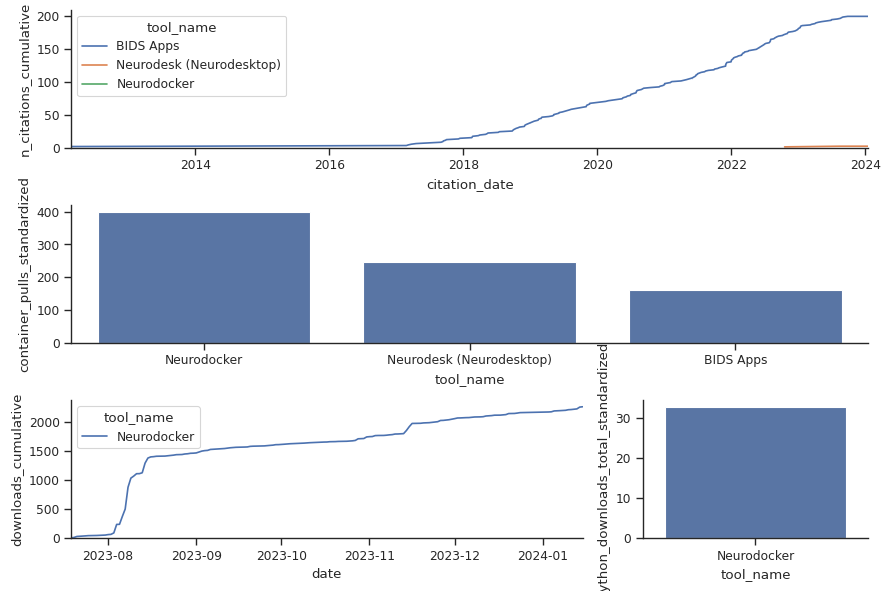 n_citations_cumulative
200
150
100
50
0
tool_name
BIDS Apps
Neurodesk (Neurodesktop)
Neurodocker
2014 2016 2018 2020 2022 2024
citation_date
container_pulls_standardized
400
300
200
100
0
Neurodocker Neurodesk (Neurodesktop) BIDS Apps
tool_name
downloads_cumulative
2000
1500
1000
500
0
tool_name
Neurodocker
2023-08 2023-09 2023-10 2023-11 2023-12 2024-01
date
ython_downloads_total_standardized
30
20
10
0
Neurodocker
tool_name